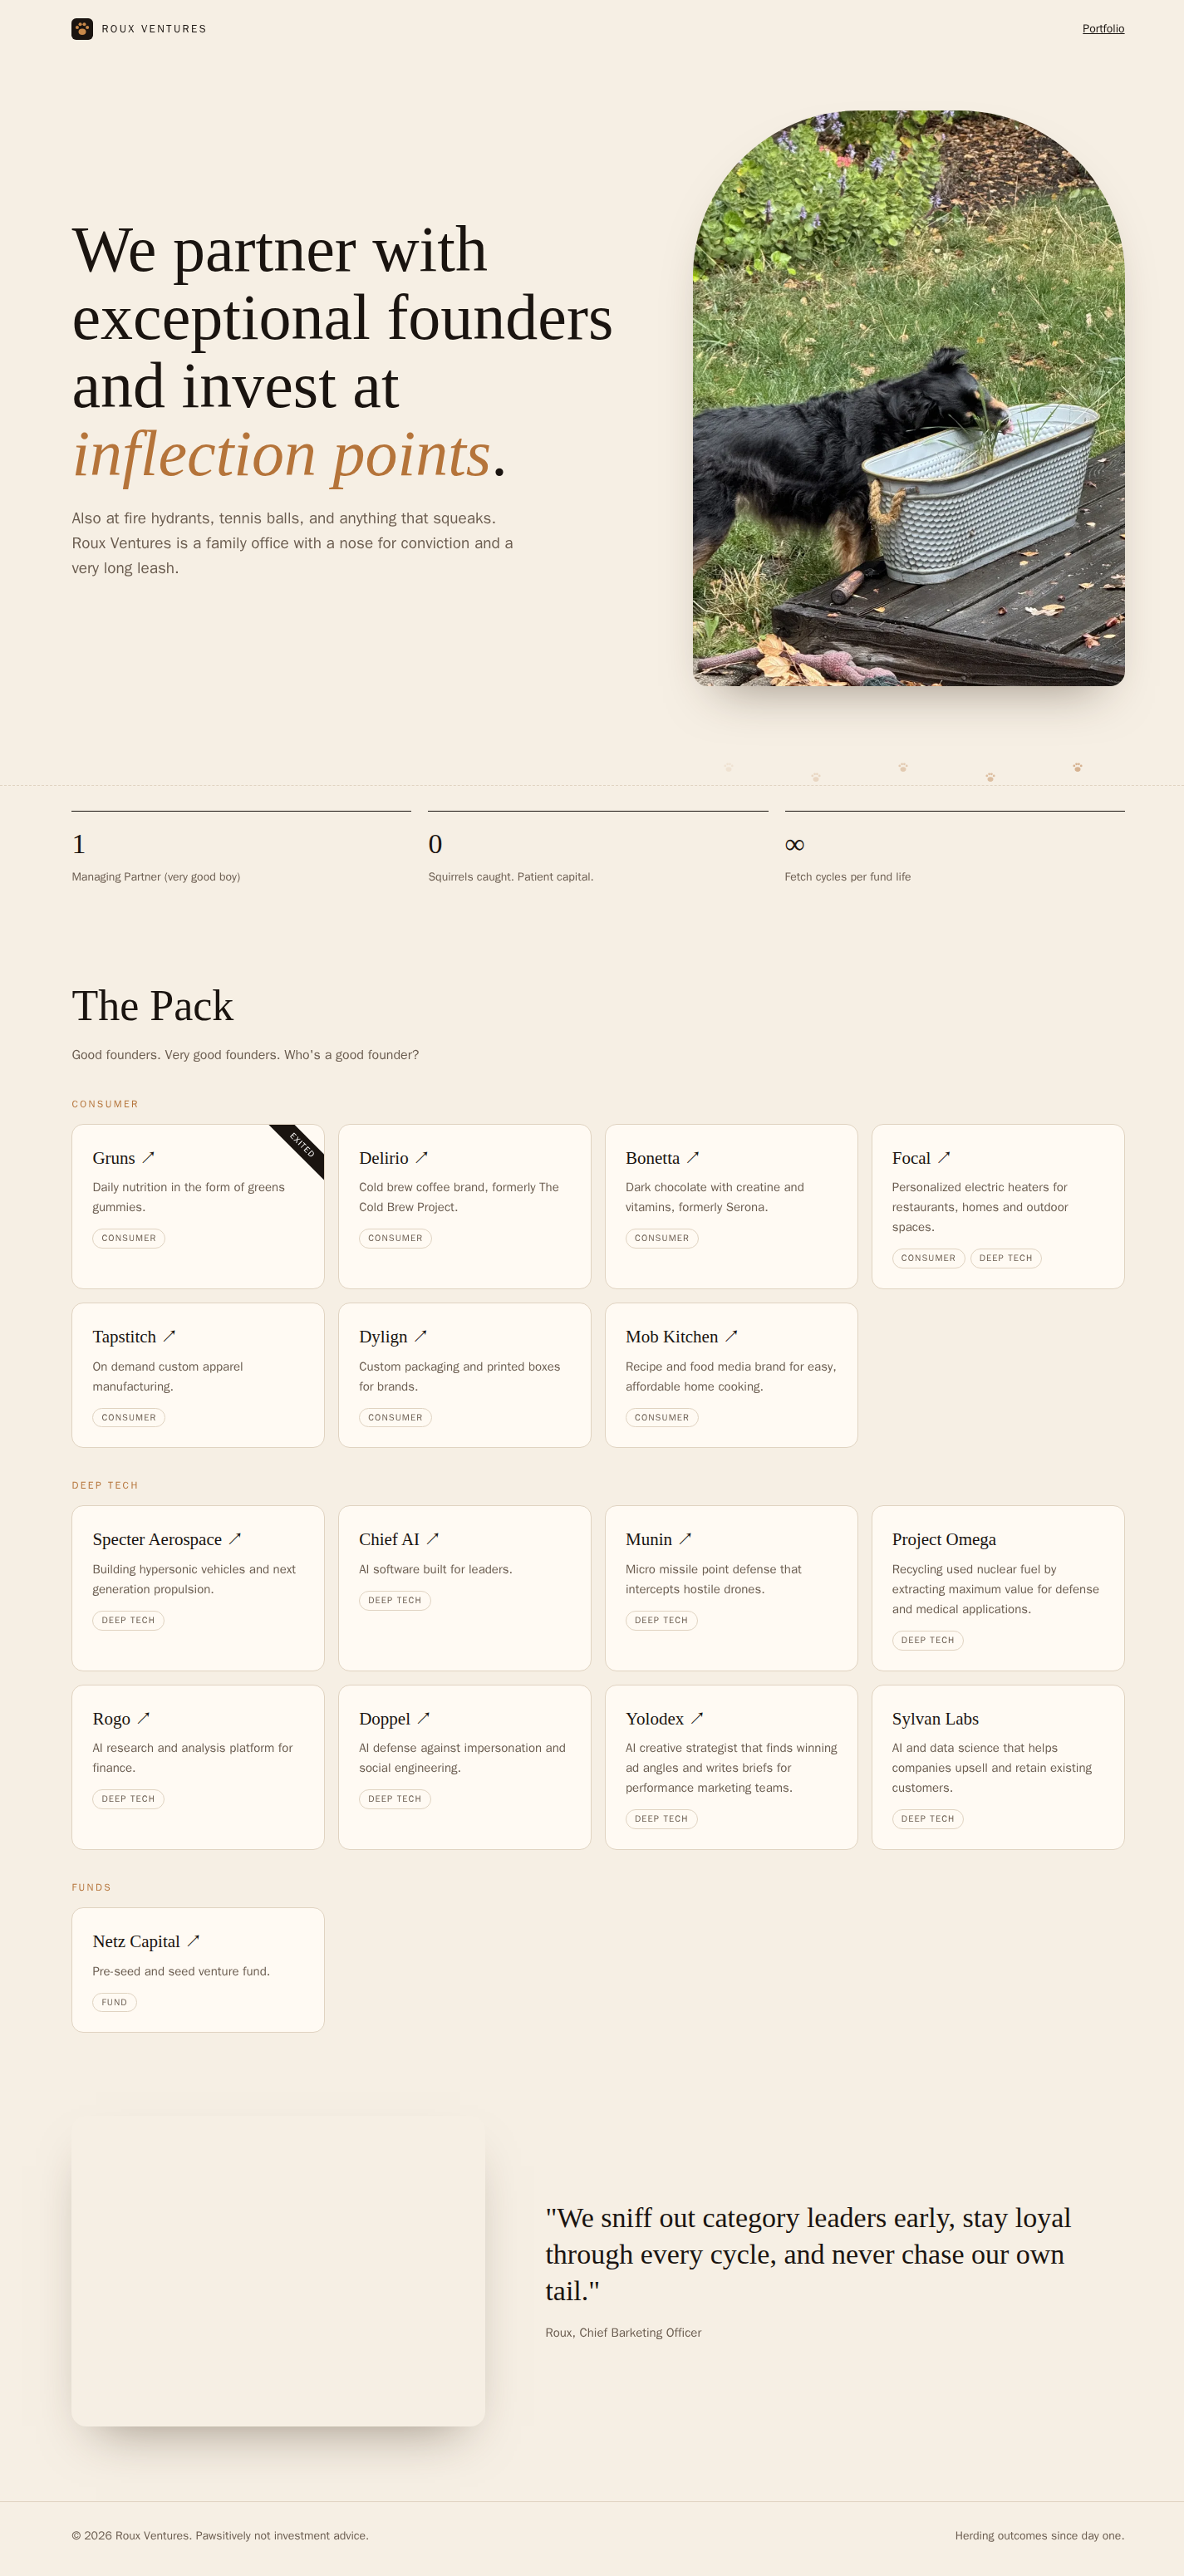 ROUX VENTURES
Portfolio
We partner with
exceptional founders
and invest at
inflection points.
Also at fire hydrants, tennis balls, and anything that squeaks.
Roux Ventures is a family office with a nose for conviction and a
very long leash.
1
Managing Partner (very good boy)
0
Squirrels caught. Patient capital.
∞
Fetch cycles per fund life
The Pack
Good founders. Very good founders. Who's a good founder?
CONSUMER
Gruns ↗
EXITED
Daily nutrition in the form of greens
gummies.
CONSUMER
Delirio ↗
Cold brew coffee brand, formerly The
Cold Brew Project.
CONSUMER
Bonetta ↗
Dark chocolate with creatine and
vitamins, formerly Serona.
CONSUMER
Focal ↗
Personalized electric heaters for
restaurants, homes and outdoor
spaces.
CONSUMER DEEP TECH
Tapstitch ↗
On demand custom apparel
manufacturing.
CONSUMER
Dylign ↗
Custom packaging and printed boxes
for brands.
CONSUMER
Mob Kitchen ↗
Recipe and food media brand for easy,
affordable home cooking.
CONSUMER
DEEP TECH
Specter Aerospace ↗
Building hypersonic vehicles and next
generation propulsion.
DEEP TECH
Chief AI ↗
AI software built for leaders.
DEEP TECH
Munin ↗
Micro missile point defense that
intercepts hostile drones.
DEEP TECH
Project Omega
Recycling used nuclear fuel by
extracting maximum value for defense
and medical applications.
DEEP TECH
Rogo ↗
AI research and analysis platform for
finance.
DEEP TECH
Doppel ↗
AI defense against impersonation and
social engineering.
DEEP TECH
Yolodex ↗
AI creative strategist that finds winning
ad angles and writes briefs for
performance marketing teams.
DEEP TECH
Sylvan Labs
AI and data science that helps
companies upsell and retain existing
customers.
DEEP TECH
FUNDS
Netz Capital ↗
Pre-seed and seed venture fund.
FUND
"We sniff out category leaders early, stay loyal
through every cycle, and never chase our own
tail."
Roux, Chief Barketing Officer
© 2026 Roux Ventures. Pawsitively not investment advice.
Herding outcomes since day one.